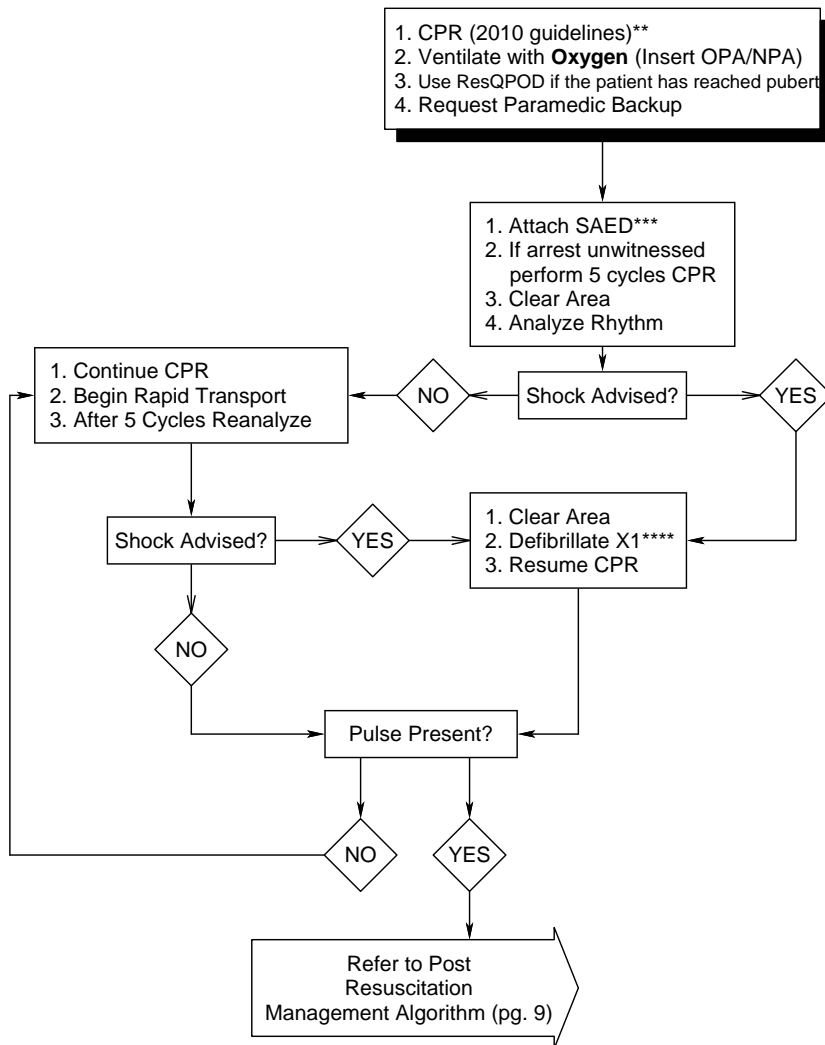 1. CPR (2010 guidelines)**
2. Ventilate with Oxygen (Insert OPA/NPA)
3. Use ResQPOD if the patient has reached pubert
4. Request Paramedic Backup
1. Attach SAED***
2. If arrest unwitnessed
perform 5 cycles CPR
3. Clear Area
4. Analyze Rhythm
1. Continue CPR
2. Begin Rapid Transport
3. After 5 Cycles Reanalyze
NO
Shock Advised?
YES
Shock Advised?
YES
1. Clear Area
2. Defibrillate X1****
3. Resume CPR
NO
Pulse Present?
NO
YES
Refer to Post
Resuscitation
Management Algorithm (pg. 9)